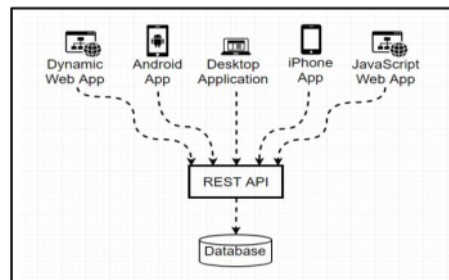 Dynamic
Web App
Android
App
Desktop
Application
iPhone
App
JavaScript
Web App
REST API
Database